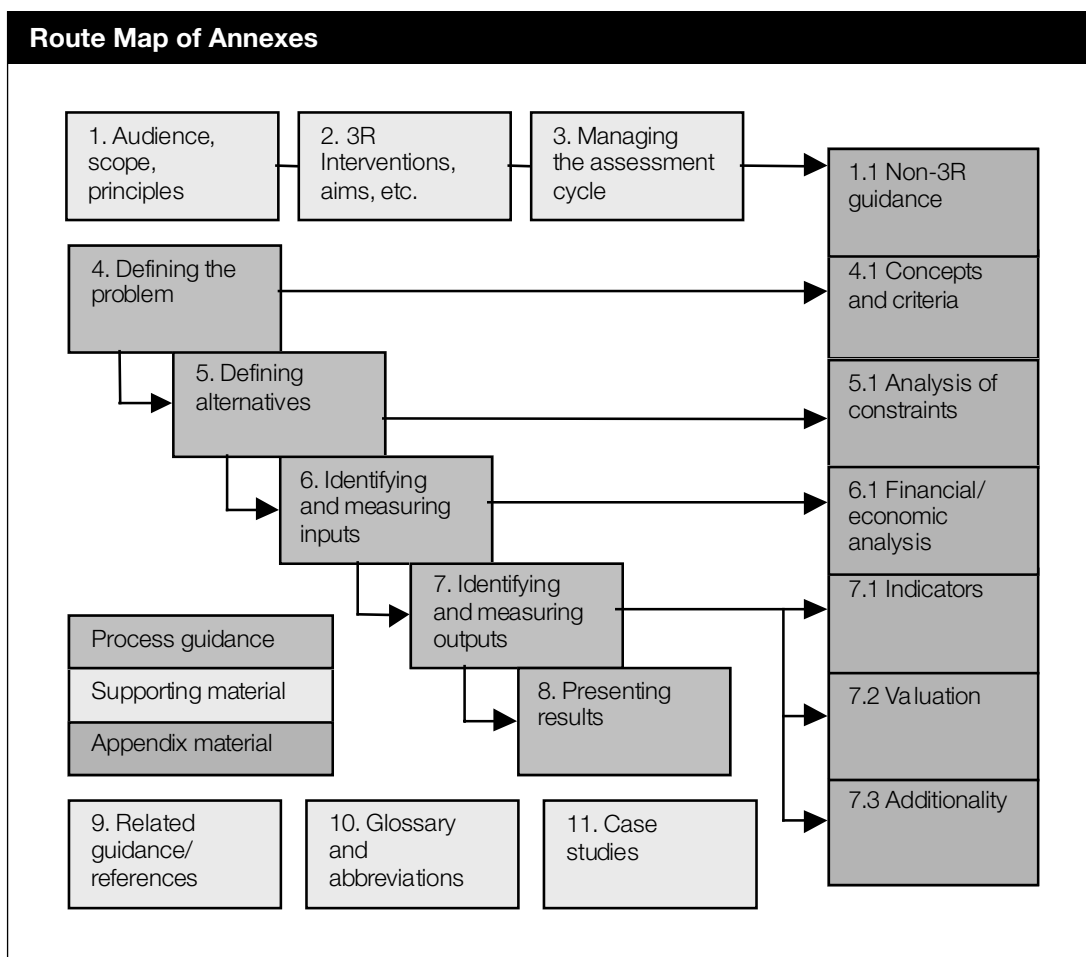 Route Map of Annexes
1. Audience,
scope,
principles
2. 3R
Interventions,
aims, etc.
3. Managing
the assessment
cycle
1.1 Non-3R
guidance
4. Defining the
problem
4.1 Concepts
and criteria
5. Defining
alternatives
5.1 Analysis of
constraints
6. Identifying
and measuring
inputs
6.1 Financial/
economic
analysis
7. Identifying
and measuring
outputs
7.1 Indicators
Process guidance
Supporting material
Appendix material
8. Presenting
results
7.2 Valuation
7.3 Additionality
9. Related
guidance/
references
10. Glossary
and
abbreviations
11. Case
studies